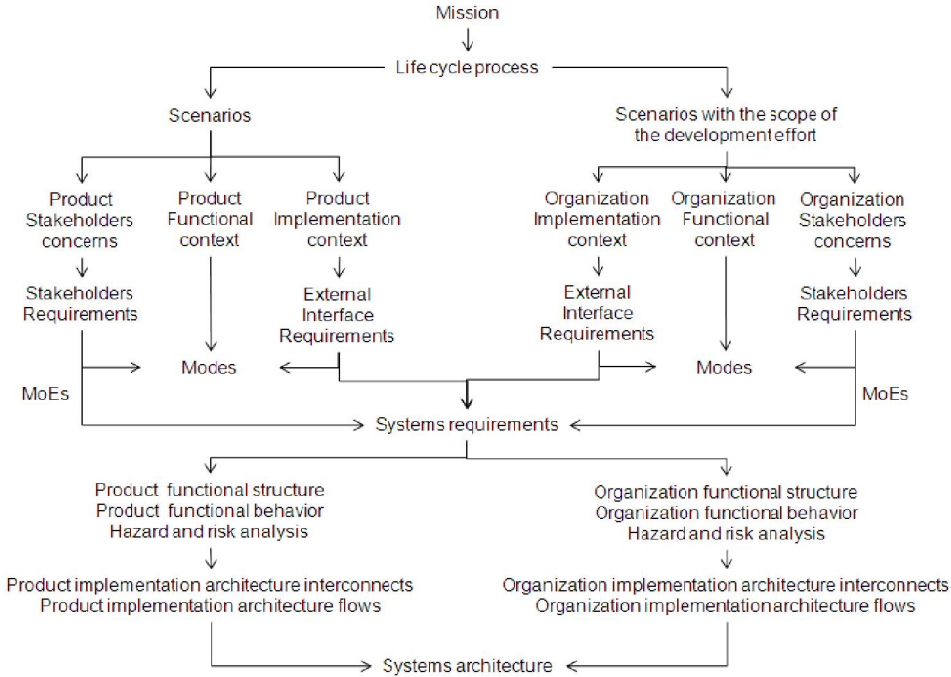 Mission
Life cycle process
Scenarios
Scenarios with the scope of
the development effort
Product
Stakeholders
concerns
Product
Functional
context
Product
Implementation
context
Organization
Implementation
context
Organization
Functional
context
Organization
Stakeholders
concerns
Stakeholders
Requirements
External
Interface
Requirements
External
Interface
Requirements
Stakeholders
Requirements
Modes
Modes
MoEs
MoEs
Systems requirements
Product functional structure
Product functional behavior
Hazard and risk analysis
Organization functional structure
Organization functional behavior
Hazard and risk analysis
Product implementation architecture interconnects
Product implementation architecture flows
Organization implementation architecture interconnects
Organization implementation architecture flows
Systems architecture